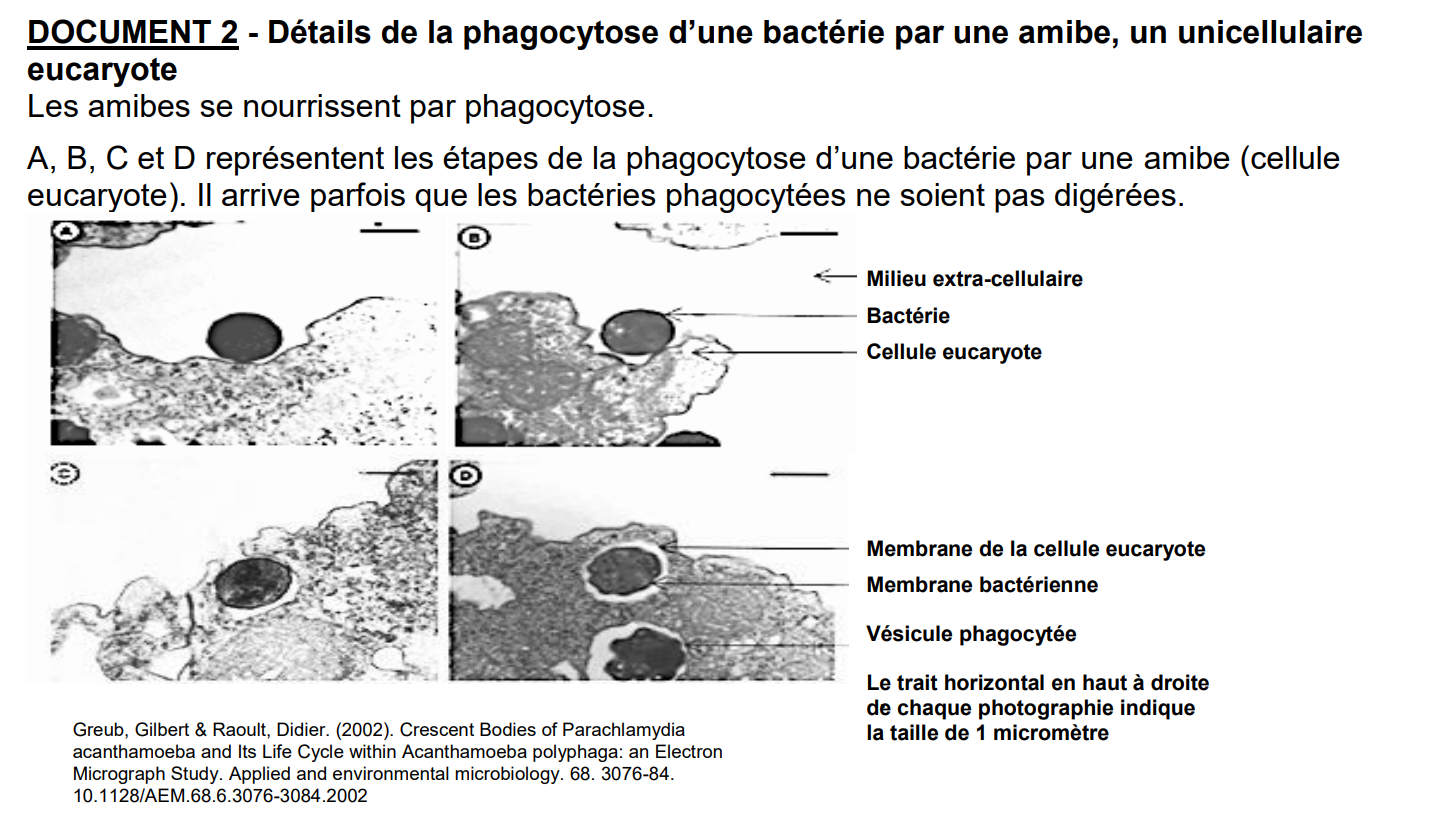 DOCUMENT 2 - Détails de la phagocytose d’une bactérie par une amibe, un unicellulaire
eucaryote
Les amibes se nourrissent par phagocytose.
A, B, C et D représentent les étapes de la phagocytose d’une bactérie par une amibe (cellule
eucaryote). Il arrive parfois que les bactéries phagocytées ne soient pas digérées.
A
B
Milieu extra-cellulaire
Bactérie
Cellule eucaryote
C
D
Membrane de la cellule eucaryote
Membrane bactérienne
Vésicule phagocytée
Le trait horizontal en haut à droite
de chaque photographie indique
la taille de 1 micromètre
Greub, Gilbert & Raoult, Didier. (2002). Crescent Bodies of Parachlamydia
acanthamoeba and Its Life Cycle within Acanthamoeba polyphaga: an Electron
Micrograph Study. Applied and environmental microbiology. 68. 3076-84.
10.1128/AEM.68.6.3076-3084.2002